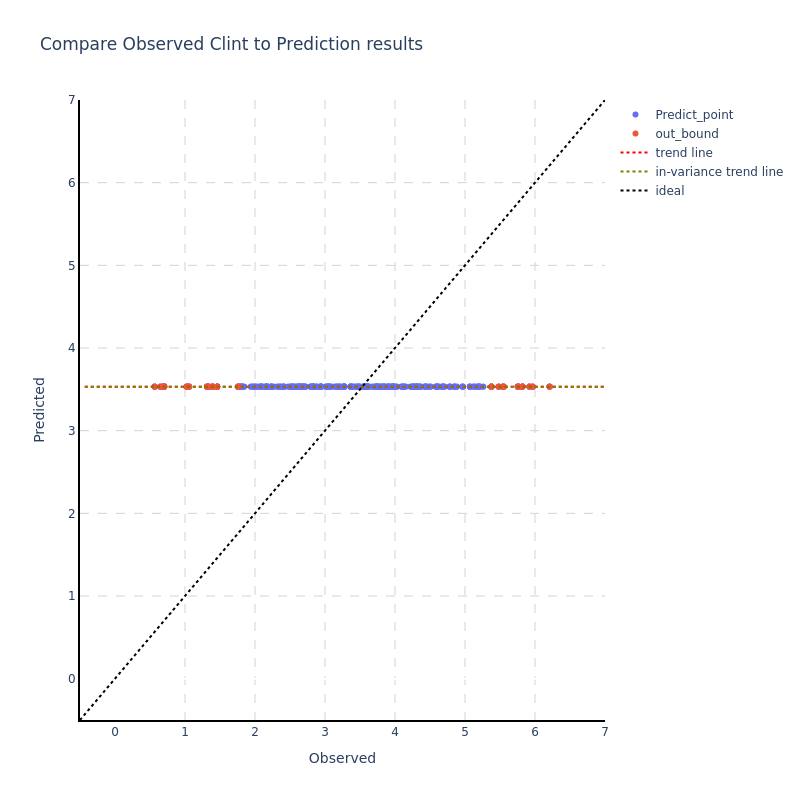 Compare Observed Clint to Prediction results
7
6
5
4
3
2
1
0
0 1 2 3 4 5 6 7
Observed
Predicted
Predict_point
out_bound
trend line
in-variance trend line
ideal